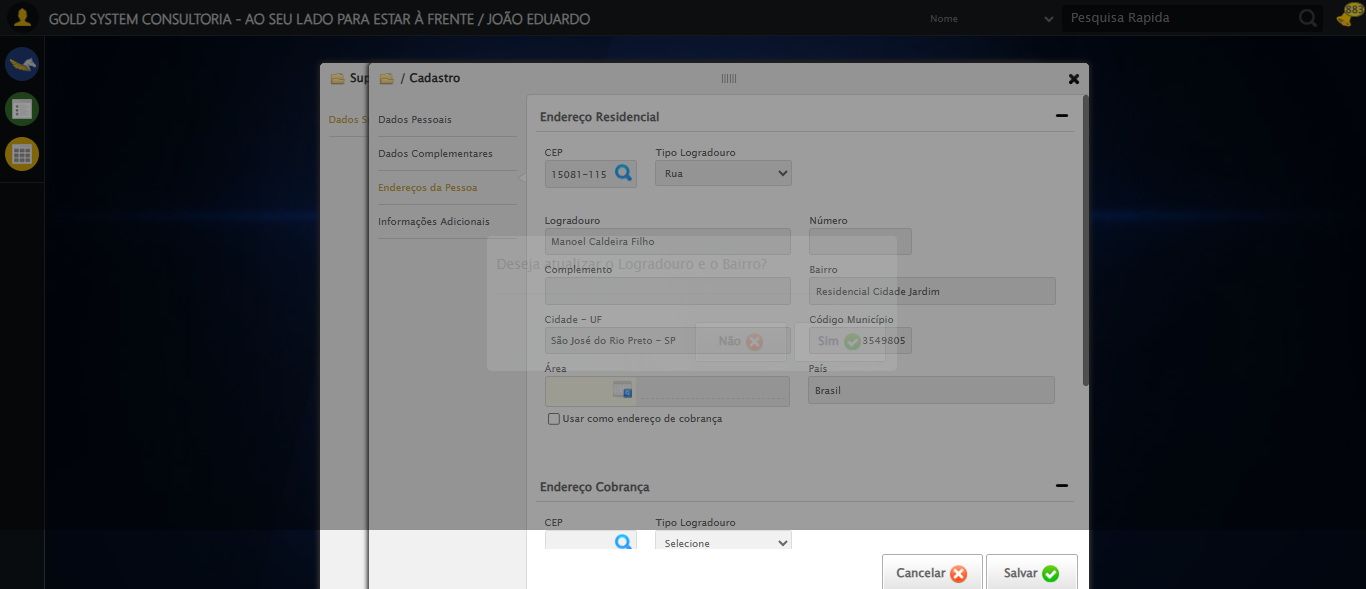 GOLD SYSTEM CONSULTORIA - AO SEU LADO PARA ESTAR À FRENTE / JOÃO EDUARDO
Nome
Pesquisa Rapida
883
Sup
/ Cadastro
Dados S
Dados Pessoais
Dados Complementares
Endereços da Pessoa
Informações Adicionais
Endereço Residencial
CEP
Tipo Logradouro
15081-115
Rua
Logradouro
Número
Manoel Caldeira Filho
Deseja atualizar o Logradouro e o Bairro?
Complemento
Bairro
Residencial Cidade Jardim
Cidade - UF
Código Município
São José do Rio Preto - SP
Não
Sim
3549805
Área
País
Brasil
Usar como endereço de cobrança
Endereço Cobrança
CEP
Tipo Logradouro
Selecione
Cancelar
Salvar